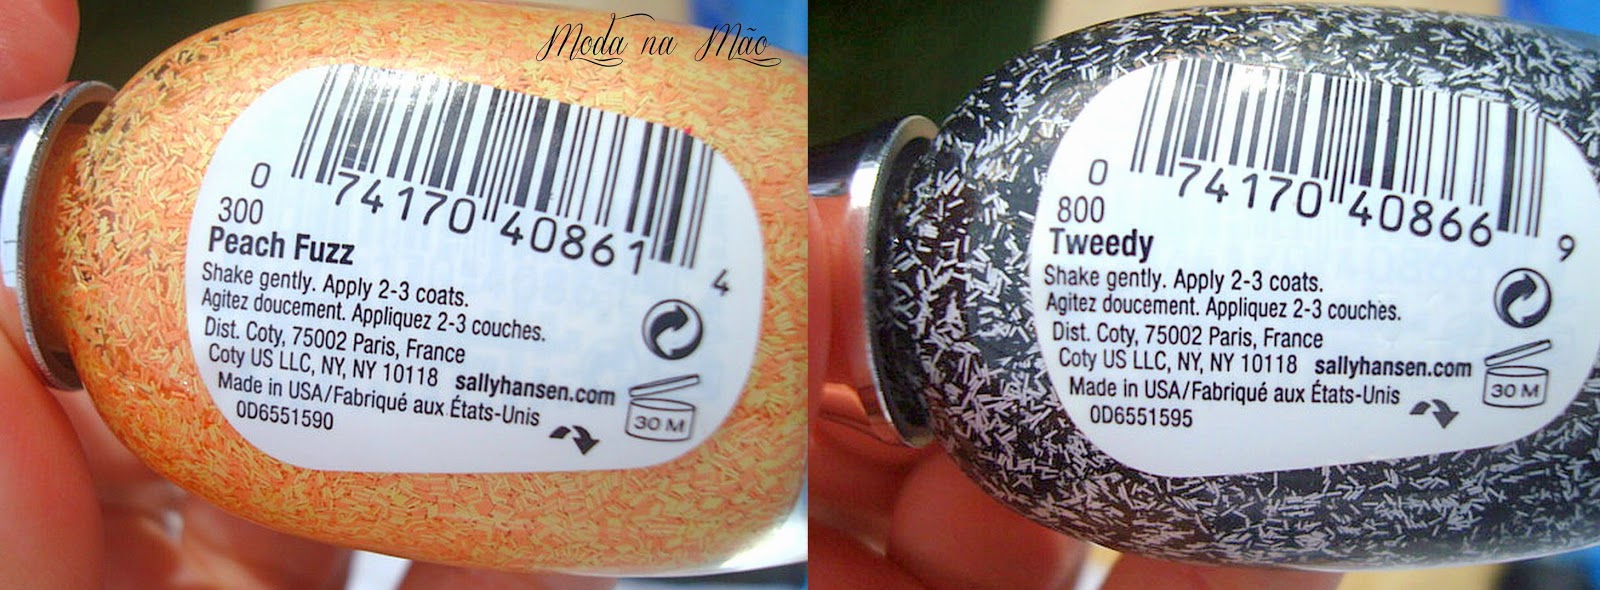 Moda na Mão
0 74170 40861 4
300
Peach Fuzz
Shake gently. Apply 2-3 coats.
Agitez doucement. Appliquez 2-3 couches.
Dist. Coty, 75002 Paris, France
Coty US LLC, NY, NY 10118 sallyhansen.com
Made in USA/Fabriqué aux États-Unis
0D6551590
30 M
0 74170 40866 9
800
Tweedy
Shake gently. Apply 2-3 coats.
Agitez doucement. Appliquez 2-3 couches.
Dist. Coty, 75002 Paris, France
Coty US LLC, NY, NY 10118 sallyhansen.com
Made in USA/Fabriqué aux États-Unis
0D6551595
30 M